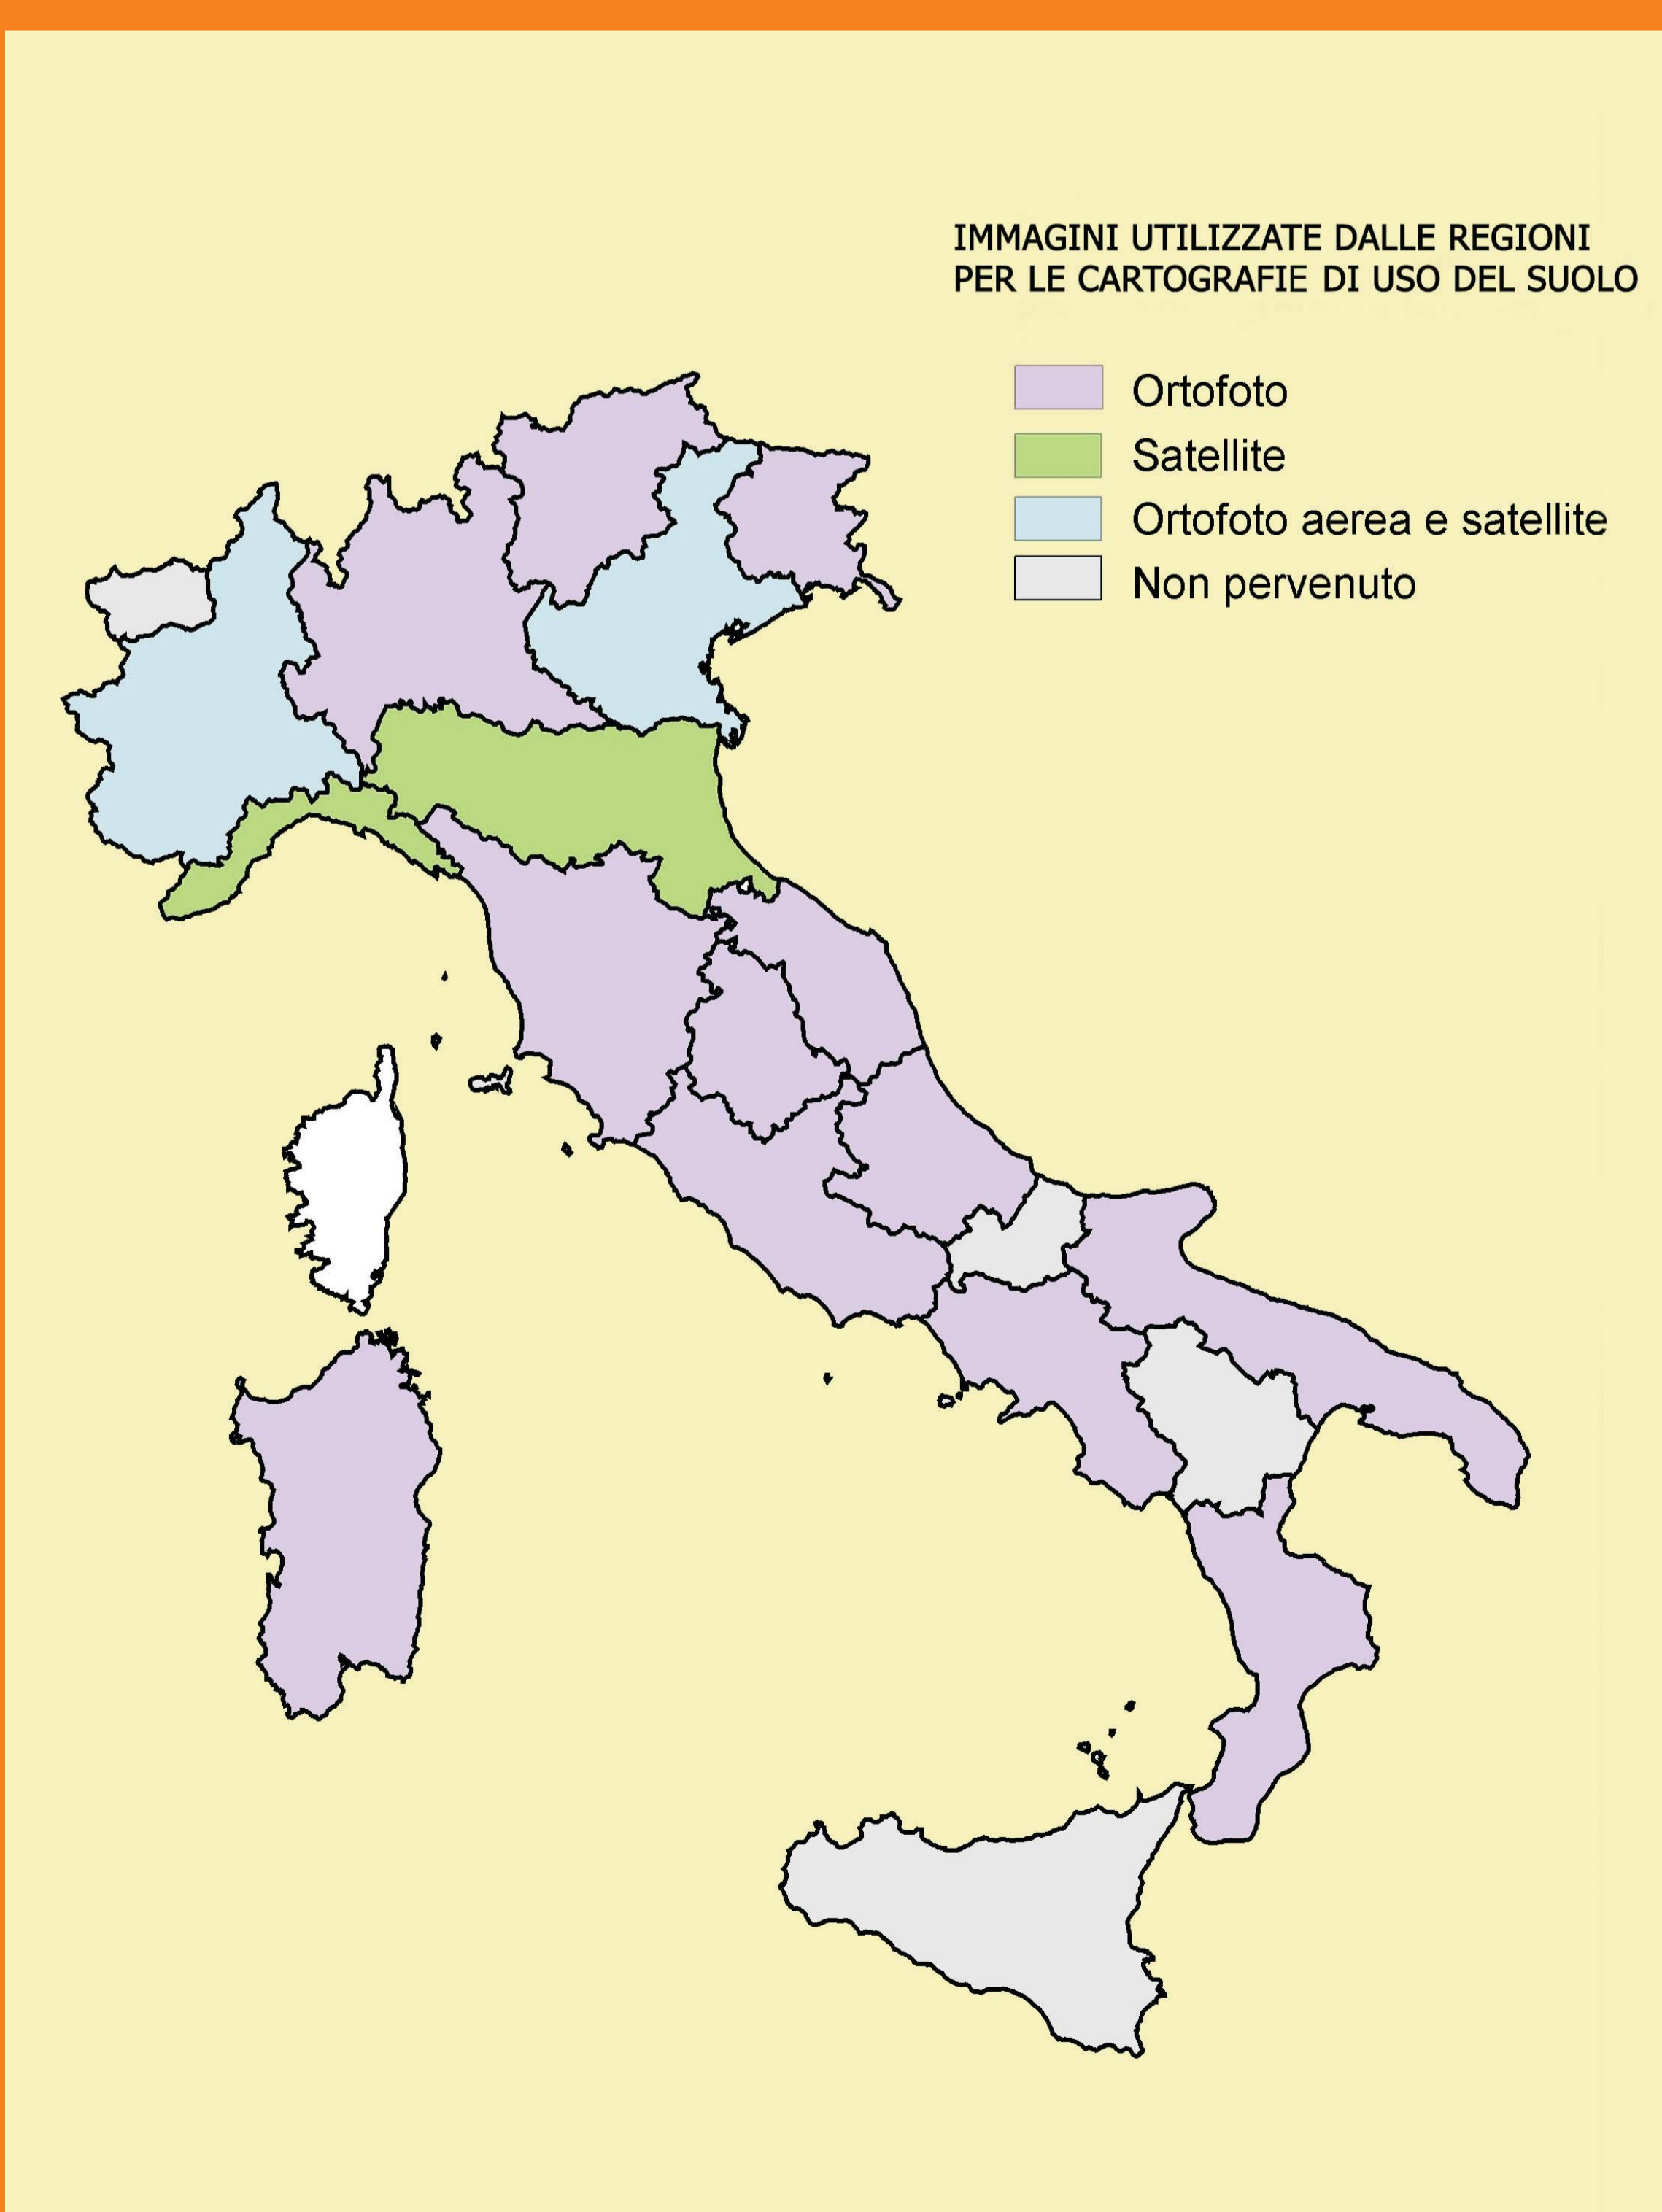 IMMAGINI UTILIZZATE DALLE REGIONI
PER LE CARTOGRAFIE DI USO DEL SUOLO
Ortofoto
Satellite
Ortofoto aerea e satellite
Non pervenuto